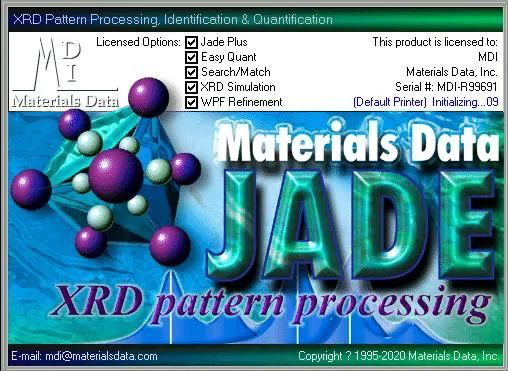 XRD Pattern Processing, Identification & Quantification
MDI
Materials Data
Licensed Options: Jade Plus
Easy Quant
Search/Match
XRD Simulation
WPF Refinement
This product is licensed to:
MDI
Materials Data, Inc.
Serial #: MDI-R99691
(Default Printer) Initializing...09
Materials Data
JADE
XRD pattern processing
E-mail: mdi@materialsdata.com
Copyright ? 1995-2020 Materials Data, Inc.